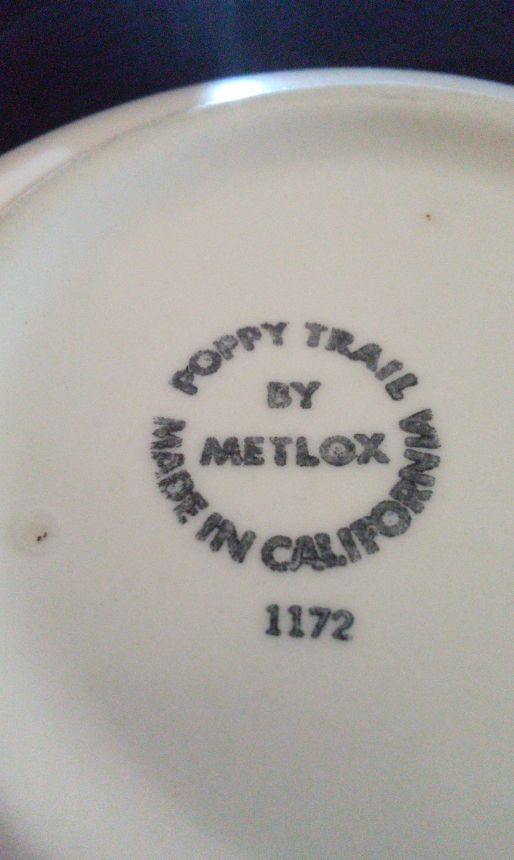 POPPY TRAIL
BY
METLOX
MADE IN CALIFORNIA
1172